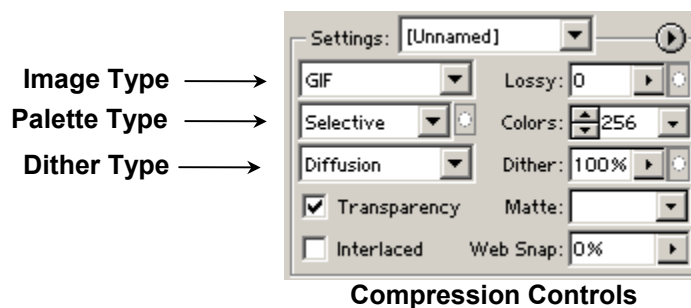 Settings: [Unnamed]
Image Type GIF Lossy: 0
Palette Type Selective Colors: 256
Dither Type Diffusion Dither: 100%
Transparency Matte:
Interlaced Web Snap: 0%
Compression Controls